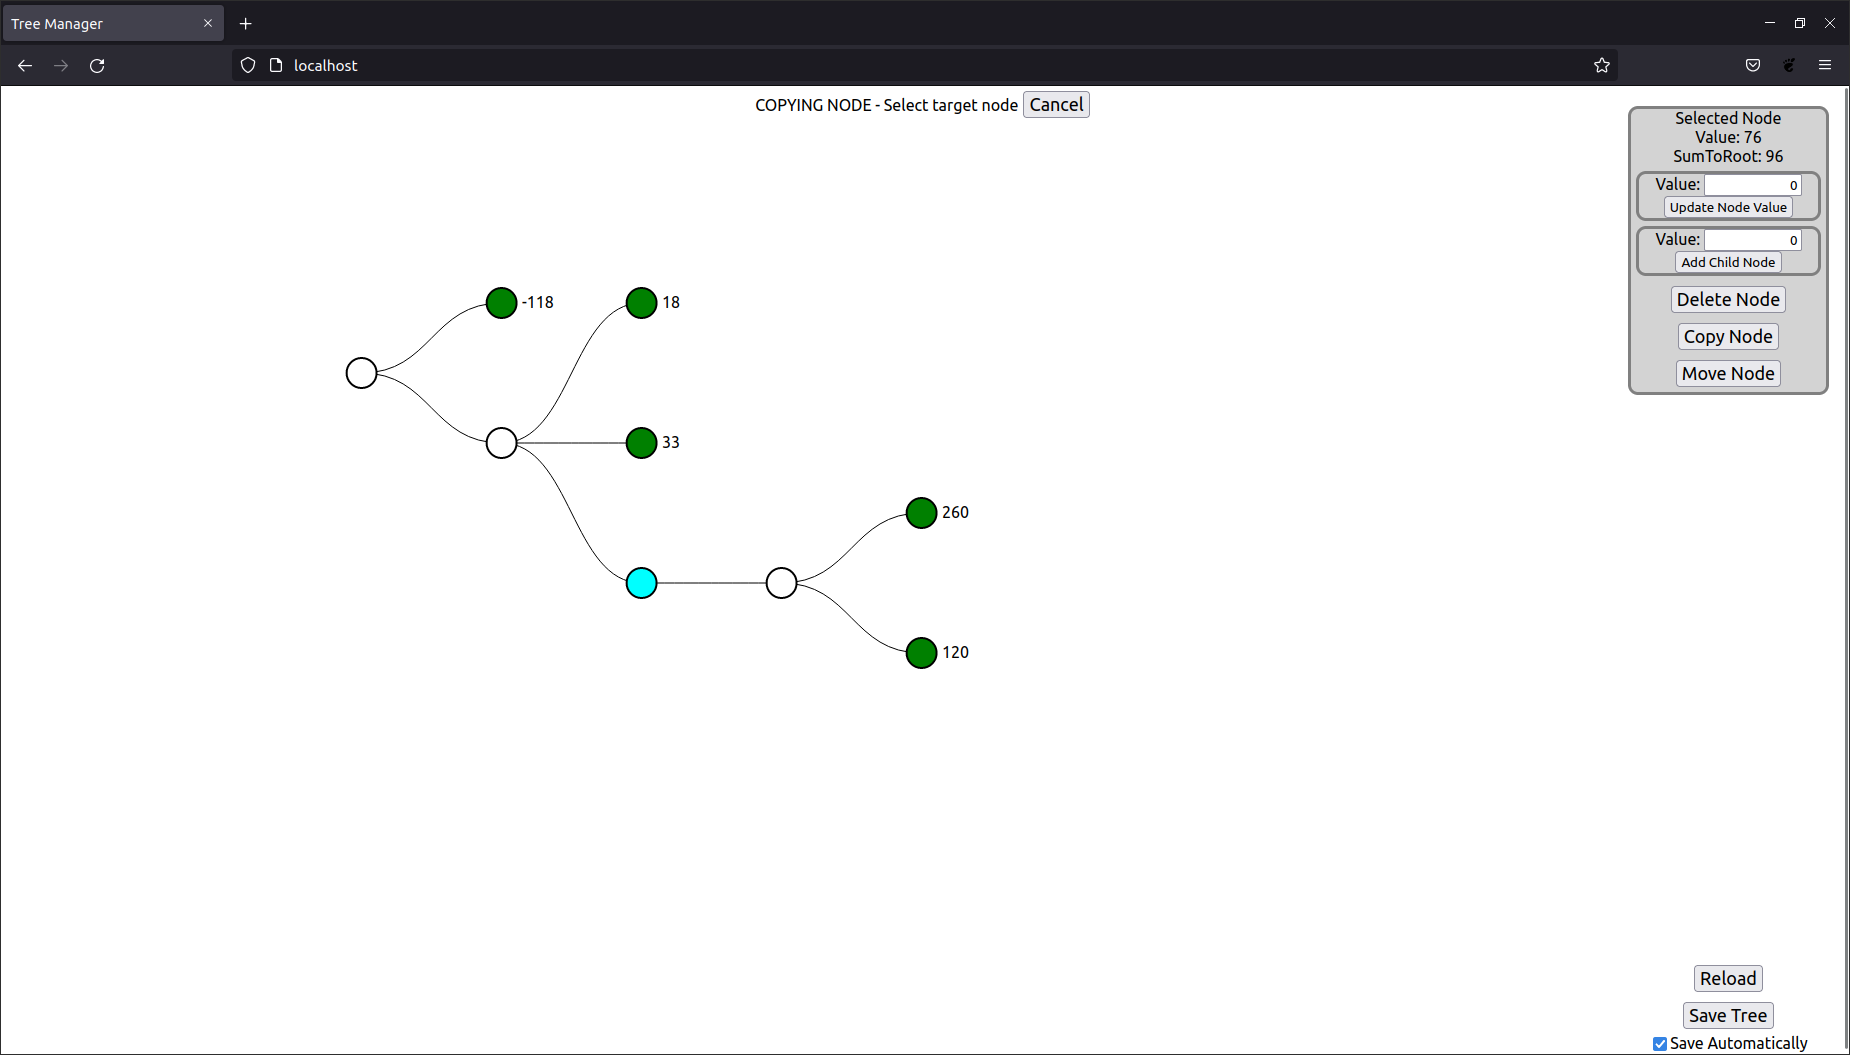 Tree Manager
localhost
COPYING NODE - Select target node Cancel
Selected Node
Value: 76
SumToRoot: 96
Value: 0
Update Node Value
Value: 0
Add Child Node
Delete Node
Copy Node
Move Node
-118
18
33
260
120
Reload
Save Tree
Save Automatically